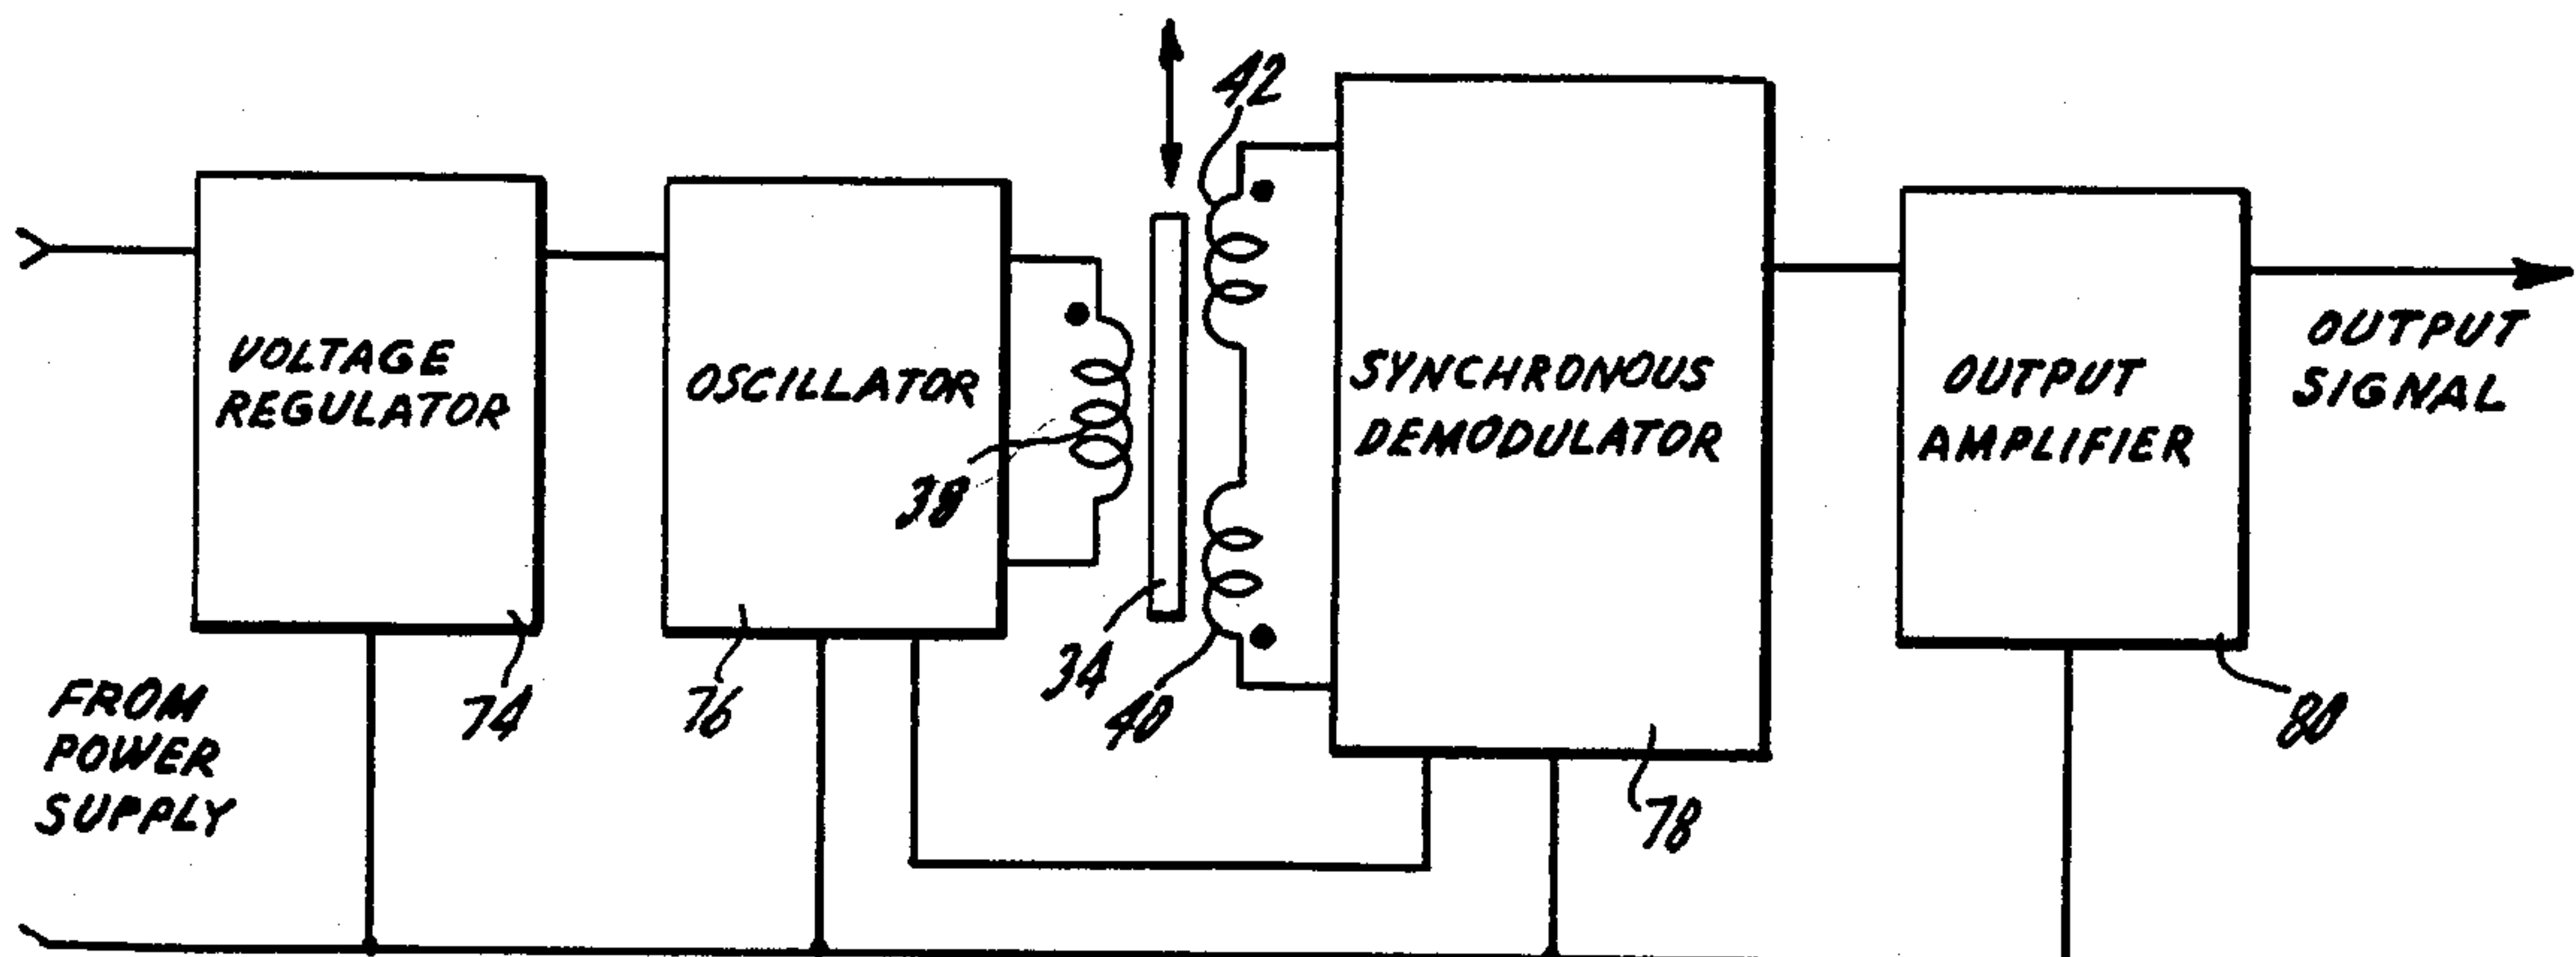 42
VOLTAGE
REGULATOR
OSCILLATOR
SYNCHRONOUS
DEMODULATOR
OUTPUT
AMPLIFIER
OUTPUT
SIGNAL
38
34
40
74
76
78
80
FROM
POWER
SUPPLY